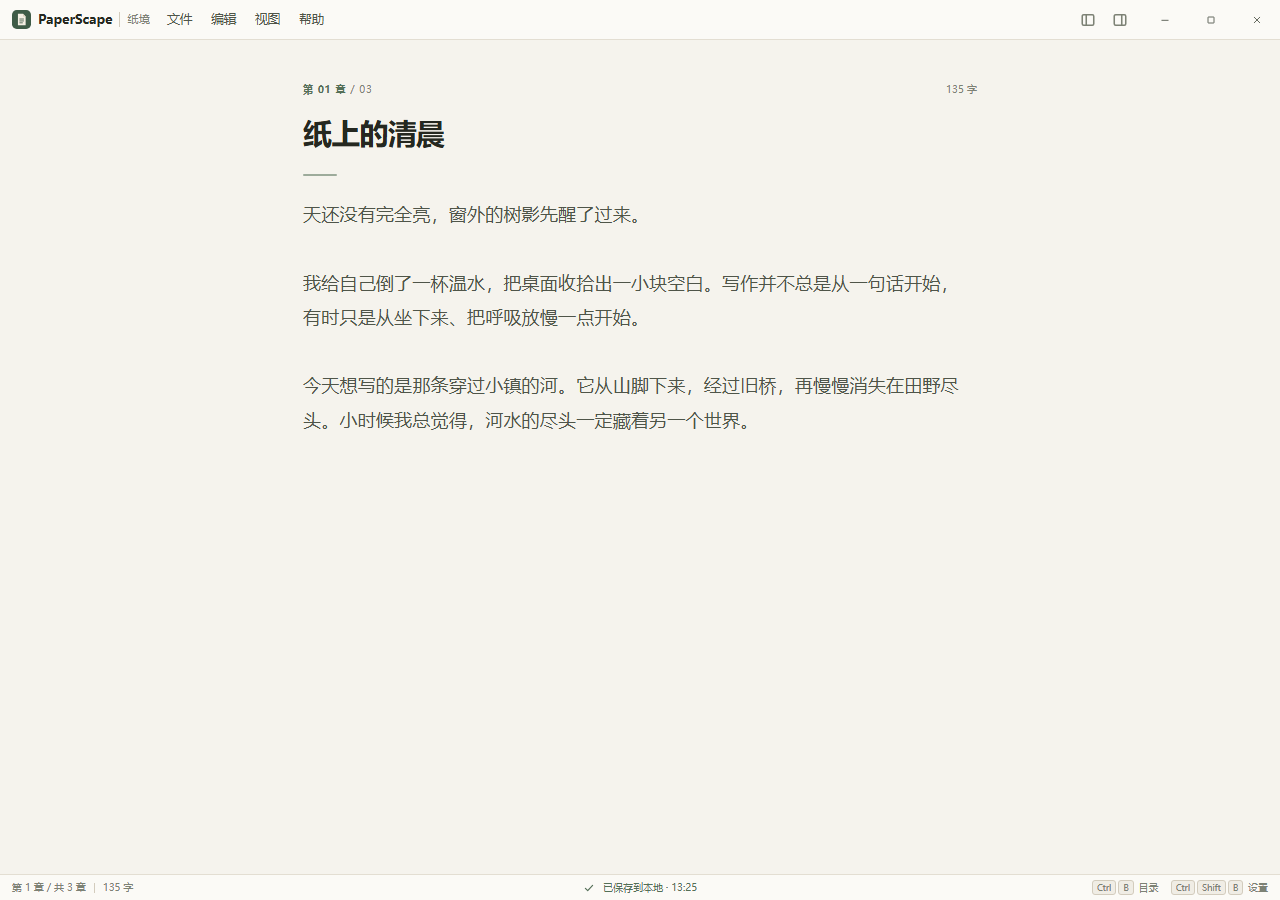 PaperScape 纸境 文件 编辑 视图 帮助
第 01 章 / 03 135 字
纸上的清晨
天还没有完全亮，窗外的树影先醒了过来。
我给自己倒了一杯温水，把桌面收拾出一小块空白。写作并不总是从一句话开始，
有时只是从坐下来、把呼吸放慢一点开始。
今天想写的是那条穿过小镇的河。它从山脚下来，经过旧桥，再慢慢消失在田野尽
头。小时候我总觉得，河水的尽头一定藏着另一个世界。
第 1 章 / 共 3 章 135 字 已保存到本地 · 13:25 Ctrl B 目录 Ctrl Shift B 设置